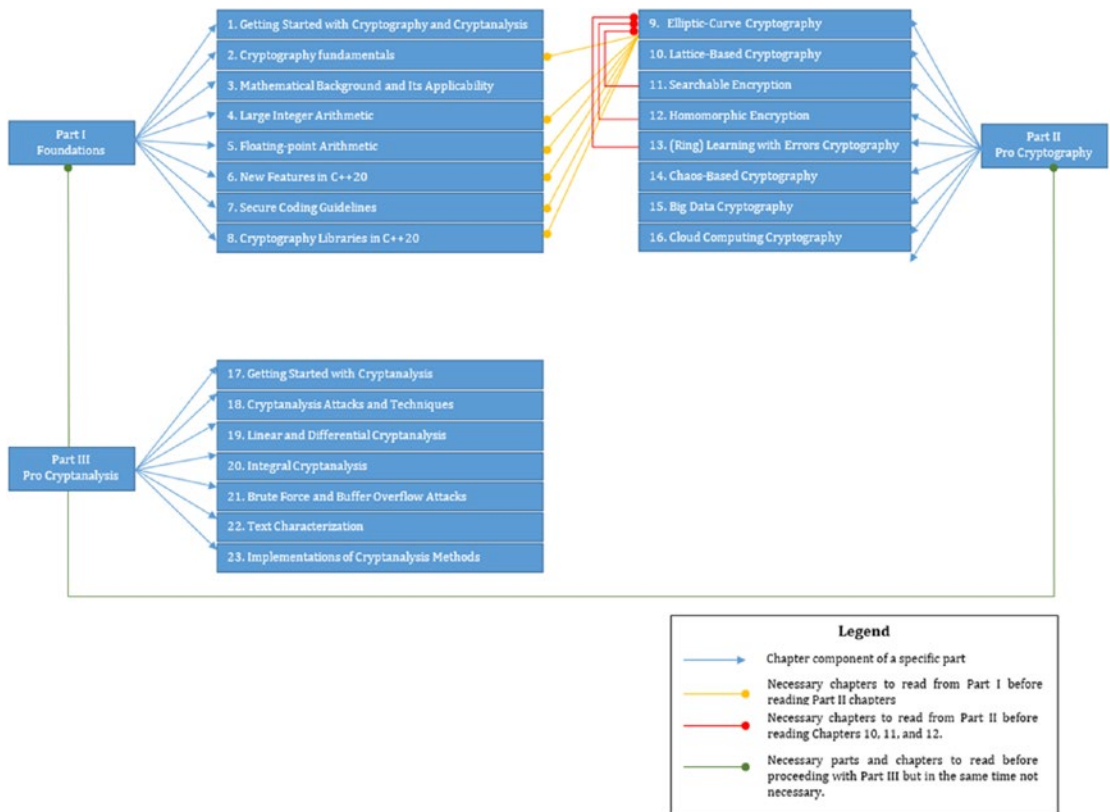 Part I
Foundations
1. Getting Started with Cryptography and Cryptanalysis
2. Cryptography fundamentals
3. Mathematical Background and Its Applicability
4. Large Integer Arithmetic
5. Floating-point Arithmetic
6. New Features in C++20
7. Secure Coding Guidelines
8. Cryptography Libraries in C++20
9. Elliptic-Curve Cryptography
10. Lattice-Based Cryptography
11. Searchable Encryption
12. Homomorphic Encryption
13. (Ring) Learning with Errors Cryptography
14. Chaos-Based Cryptography
15. Big Data Cryptography
16. Cloud Computing Cryptography
Part II
Pro Cryptography
Part III
Pro Cryptanalysis
17. Getting Started with Cryptanalysis
18. Cryptanalysis Attacks and Techniques
19. Linear and Differential Cryptanalysis
20. Integral Cryptanalysis
21. Brute Force and Buffer Overflow Attacks
22. Text Characterization
23. Implementations of Cryptanalysis Methods
Legend
Chapter component of a specific part
Necessary chapters to read from Part I before
reading Part II chapters
Necessary chapters to read from Part II before
reading Chapters 10, 11, and 12.
Necessary parts and chapters to read before
proceeding with Part III but in the same time not
necessary.